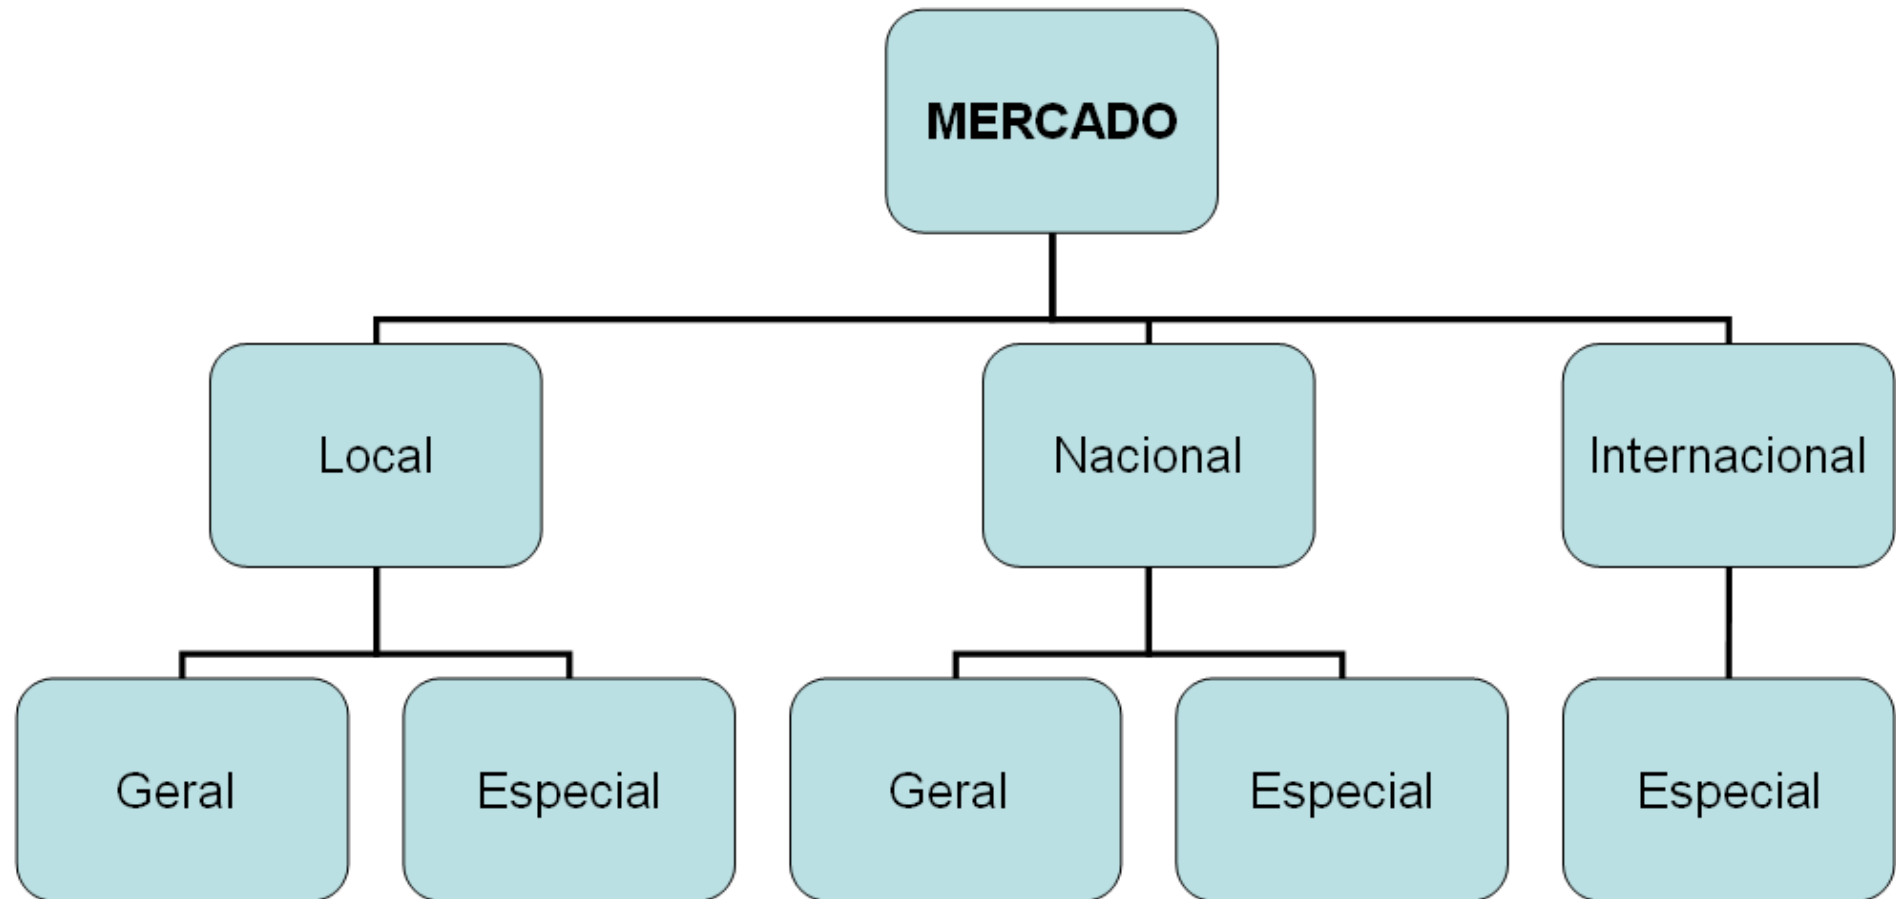 MERCADO
Local
Nacional
Internacional
Geral
Especial
Geral
Especial
Especial